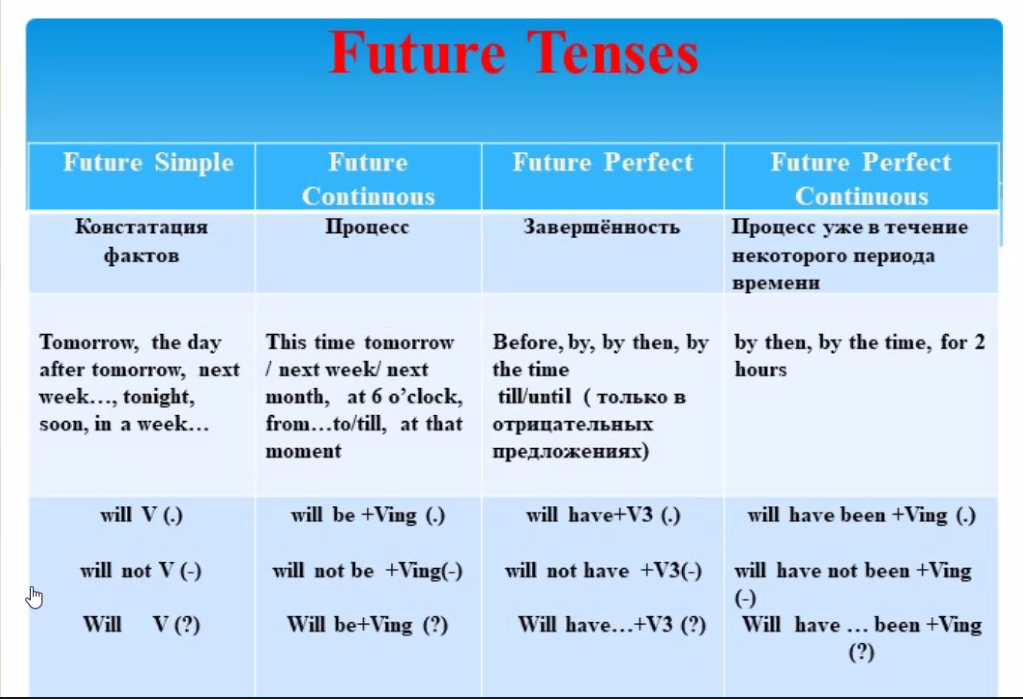 Future Tenses
Future Simple
Future
Continuous
Future Perfect
Future Perfect
Continuous
Констатация
фактов
Процесс
Завершённость
Процесс уже в течение
некоторого периода
времени
Tomorrow, the day
after tomorrow, next
week…, tonight,
soon, in a week…
This time tomorrow
/ next week/ next
month, at 6 o’clock,
from…to/till, at that
moment
Before, by, by then, by
the time
till/until ( только в
отрицательных
предложениях)
by then, by the time, for 2
hours
will V (.)
will not V (-)
Will V (?)
will be +Ving (.)
will not be +Ving(-)
Will be+Ving (?)
will have+V3 (.)
will not have +V3(-)
Will have…+V3 (?)
will have been +Ving (.)
will have not been +Ving
(-)
Will have … been +Ving
(?)